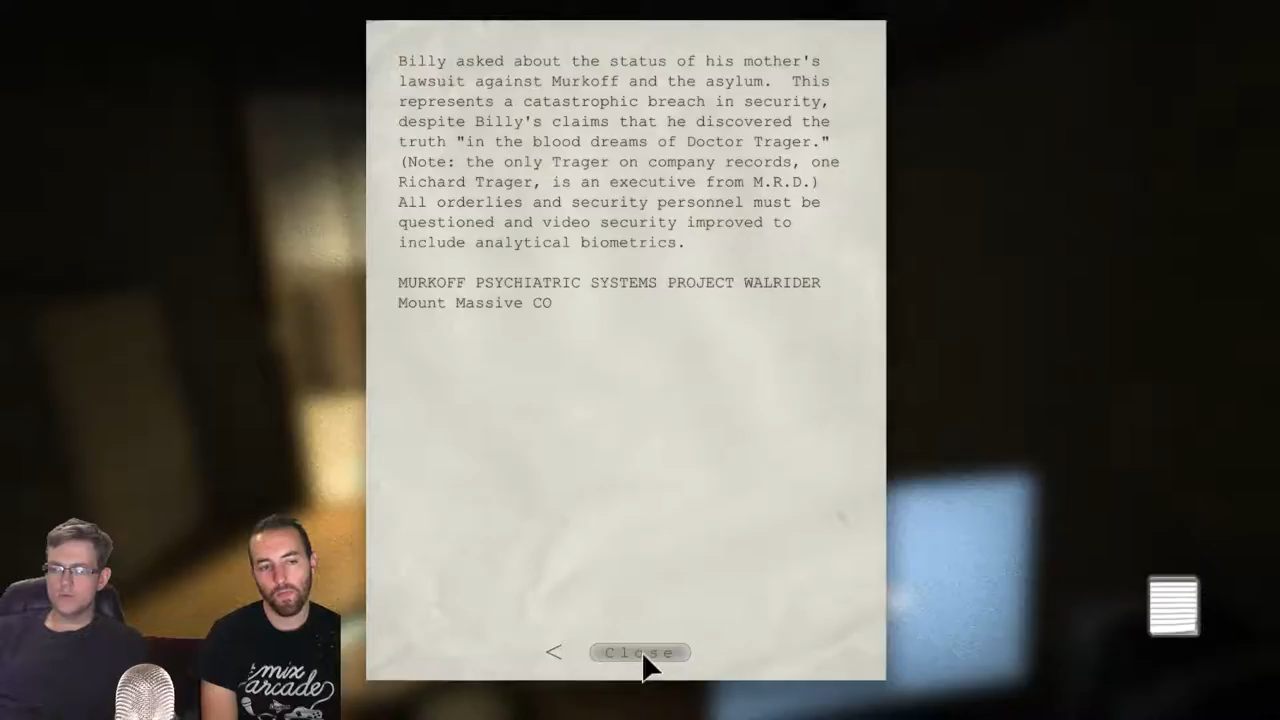 Billy asked about the status of his mother's
lawsuit against Murkoff and the asylum.  This
represents a catastrophic breach in security,
despite Billy's claims that he discovered the
truth "in the blood dreams of Doctor Trager."
(Note: the only Trager on company records, one
Richard Trager, is an executive from M.R.D.)
All orderlies and security personnel must be
questioned and video security improved to
include analytical biometrics.
MURKOFF PSYCHIATRIC SYSTEMS PROJECT WALRIDER
Mount Massive CO
< Close
mix
arcade